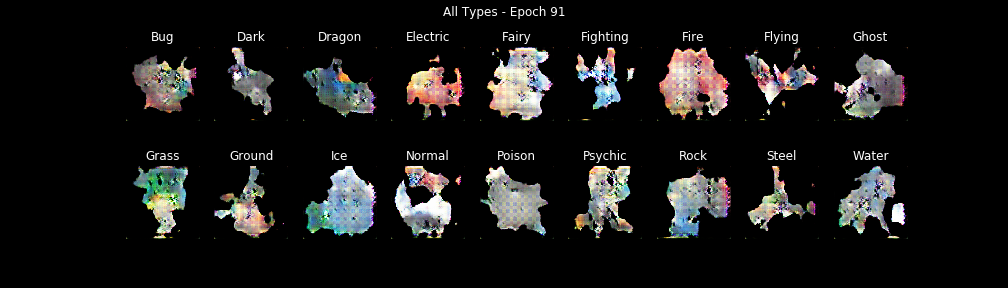 All Types - Epoch 91
Bug Dark Dragon Electric Fairy Fighting Fire Flying Ghost
Grass Ground Ice Normal Poison Psychic Rock Steel Water